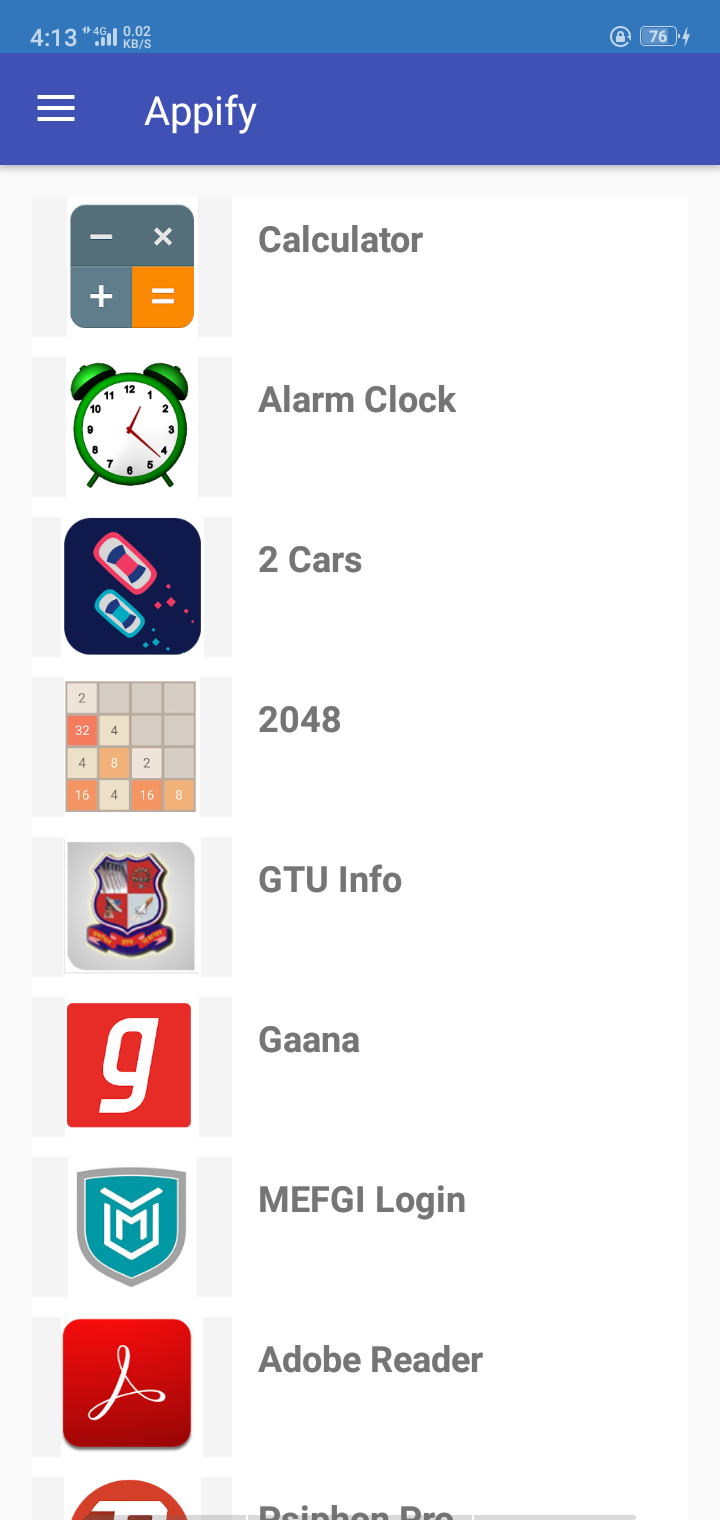 4:13 4G 0.02 KB/S 76
Appify
− × + =
Calculator
12 1 2 3 4 5 6 7 8 9 10 11
Alarm Clock
2 Cars
2
32 4
4 8 2
16 4 16 8
2048
GTU Info
g
Gaana
MEFGI Login
Adobe Reader
Psiphon Pro